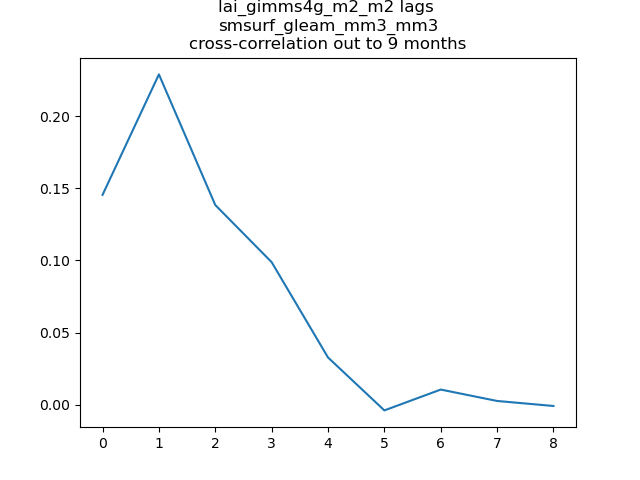 lai_gimms4g_m2_m2 lags
smsurf_gleam_mm3_mm3
cross-correlation out to 9 months
0.20
0.15
0.10
0.05
0.00
0 1 2 3 4 5 6 7 8